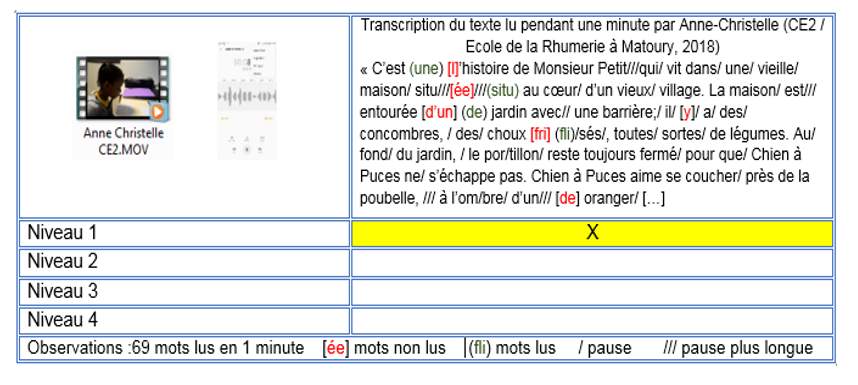 Transcription du texte lu pendant une minute par Anne-Christelle (CE2 /
Ecole de la Rhumerie à Matoury, 2018)
« C'est (une) [l]'histoire de Monsieur Petit///qui/ vit dans/ une/ vieille/
maison/ situ///[ée]///(situ) au cœur/ d'un vieux/ village. La maison/ est///
entourée [d'un] (de) jardin avec// une barrière;/ il/ [y]/ a/ des/
concombres, / des/ choux [fri] (fli)/sés/, toutes/ sortes/ de légumes. Au/
fond/ du jardin, / le por/tillon/ reste toujours fermé/ pour que/ Chien à
Puces ne/ s'échappe pas. Chien à Puces aime se coucher/ près de la
poubelle, /// à l'om/bre/ d'un/// [de] oranger/ […]
Anne Christelle
CE2.MOV
Niveau 1 X
Niveau 2
Niveau 3
Niveau 4
Observations :69 mots lus en 1 minute [ée] mots non lus (fli) mots lus / pause /// pause plus longue